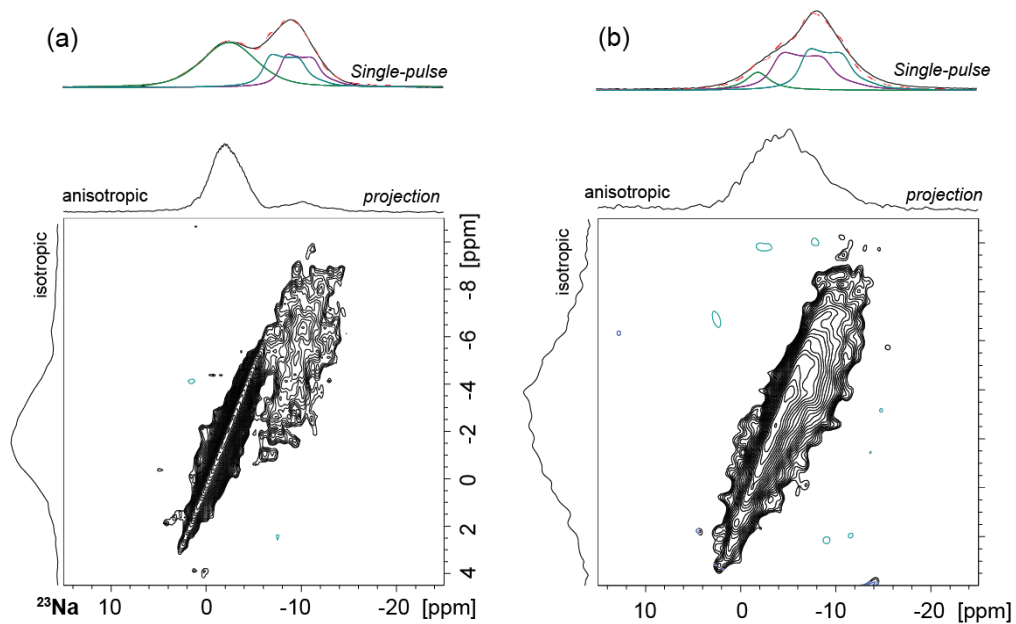 (a)
Single-pulse
anisotropic
projection
isotropic
[ppm]
-8
-6
-4
-2
0
2
4
²³Na
10 0 -10 -20 [ppm]
(b)
Single-pulse
anisotropic
projection
isotropic
10 0 -10 -20 [ppm]